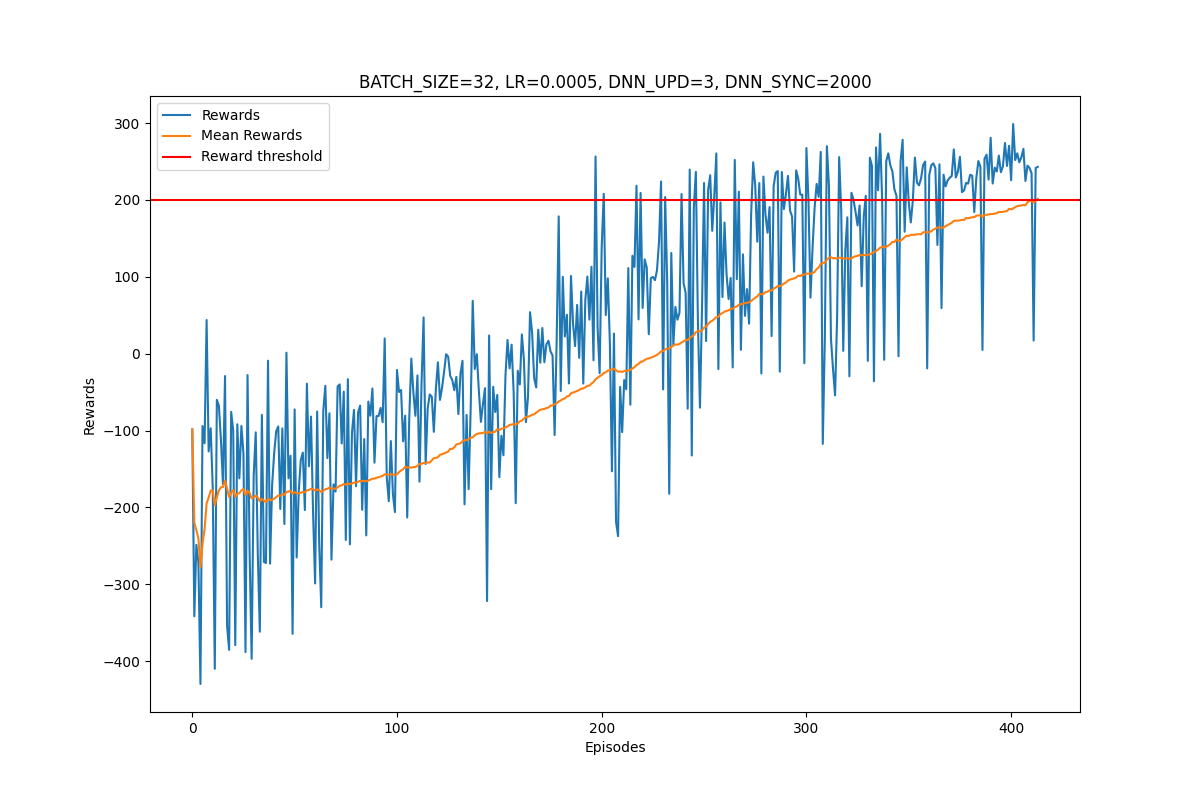 BATCH_SIZE=32, LR=0.0005, DNN_UPD=3, DNN_SYNC=2000
Rewards
Mean Rewards
Reward threshold
300
200
100
0
−100
−200
−300
−400
Rewards
0
100
200
300
400
Episodes